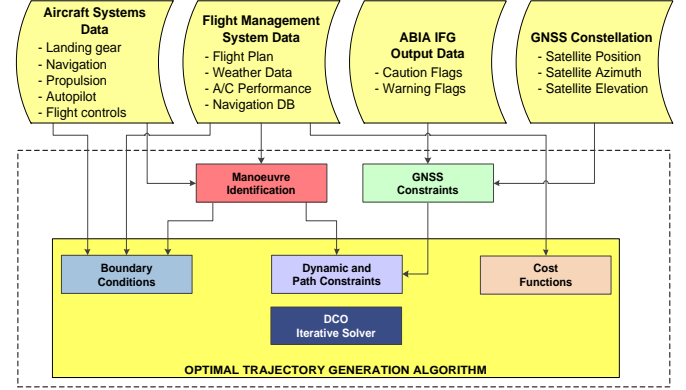 Aircraft Systems
Data
- Landing gear
- Navigation
- Propulsion
- Autopilot
- Flight controls
Flight Management
System Data
- Flight Plan
- Weather Data
- A/C Performance
- Navigation DB
ABIA IFG
Output Data
- Caution Flags
- Warning Flags
GNSS Constellation
- Satellite Position
- Satellite Azimuth
- Satellite Elevation
Manoeuvre
Identification
GNSS
Constraints
Boundary
Conditions
Dynamic and
Path Constraints
Cost
Functions
DCO
Iterative Solver
OPTIMAL TRAJECTORY GENERATION ALGORITHM